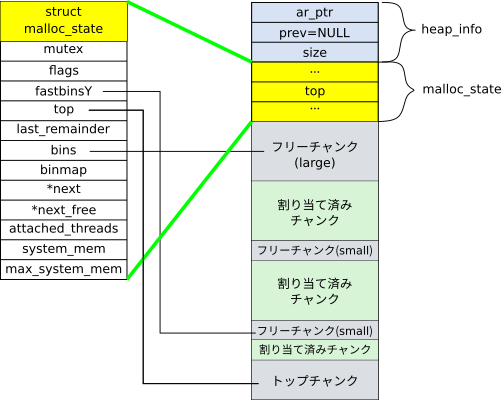 struct
malloc_state
mutex
flags
fastbinsY
top
last_remainder
bins
binmap
*next
*next_free
attached_threads
system_mem
max_system_mem
ar_ptr
prev=NULL
size
...
top
...
フリーチャンク
(large)
割り当て済み
チャンク
フリーチャンク(small)
割り当て済み
チャンク
フリーチャンク(small)
割り当て済みチャンク
トップチャンク
heap_info
malloc_state